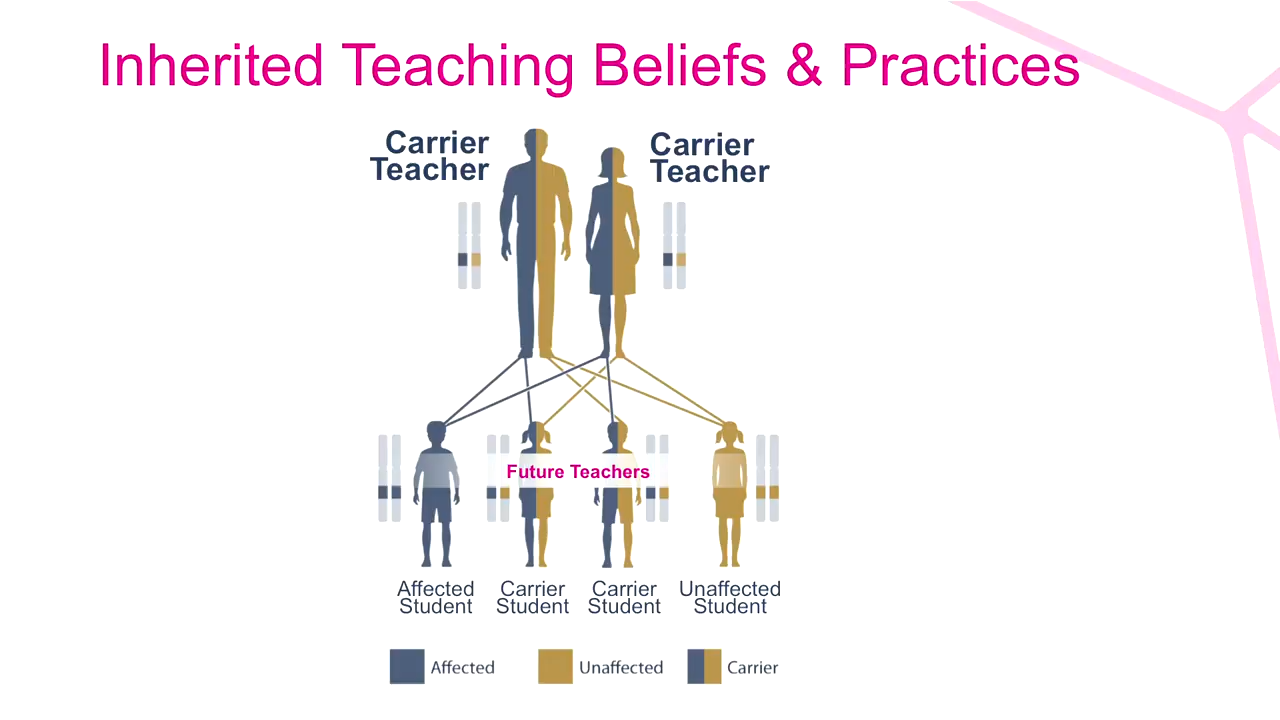 Inherited Teaching Beliefs & Practices
Carrier
Teacher
Carrier
Teacher
Future Teachers
Affected
Student
Carrier
Student
Carrier
Student
Unaffected
Student
Affected
Unaffected
Carrier